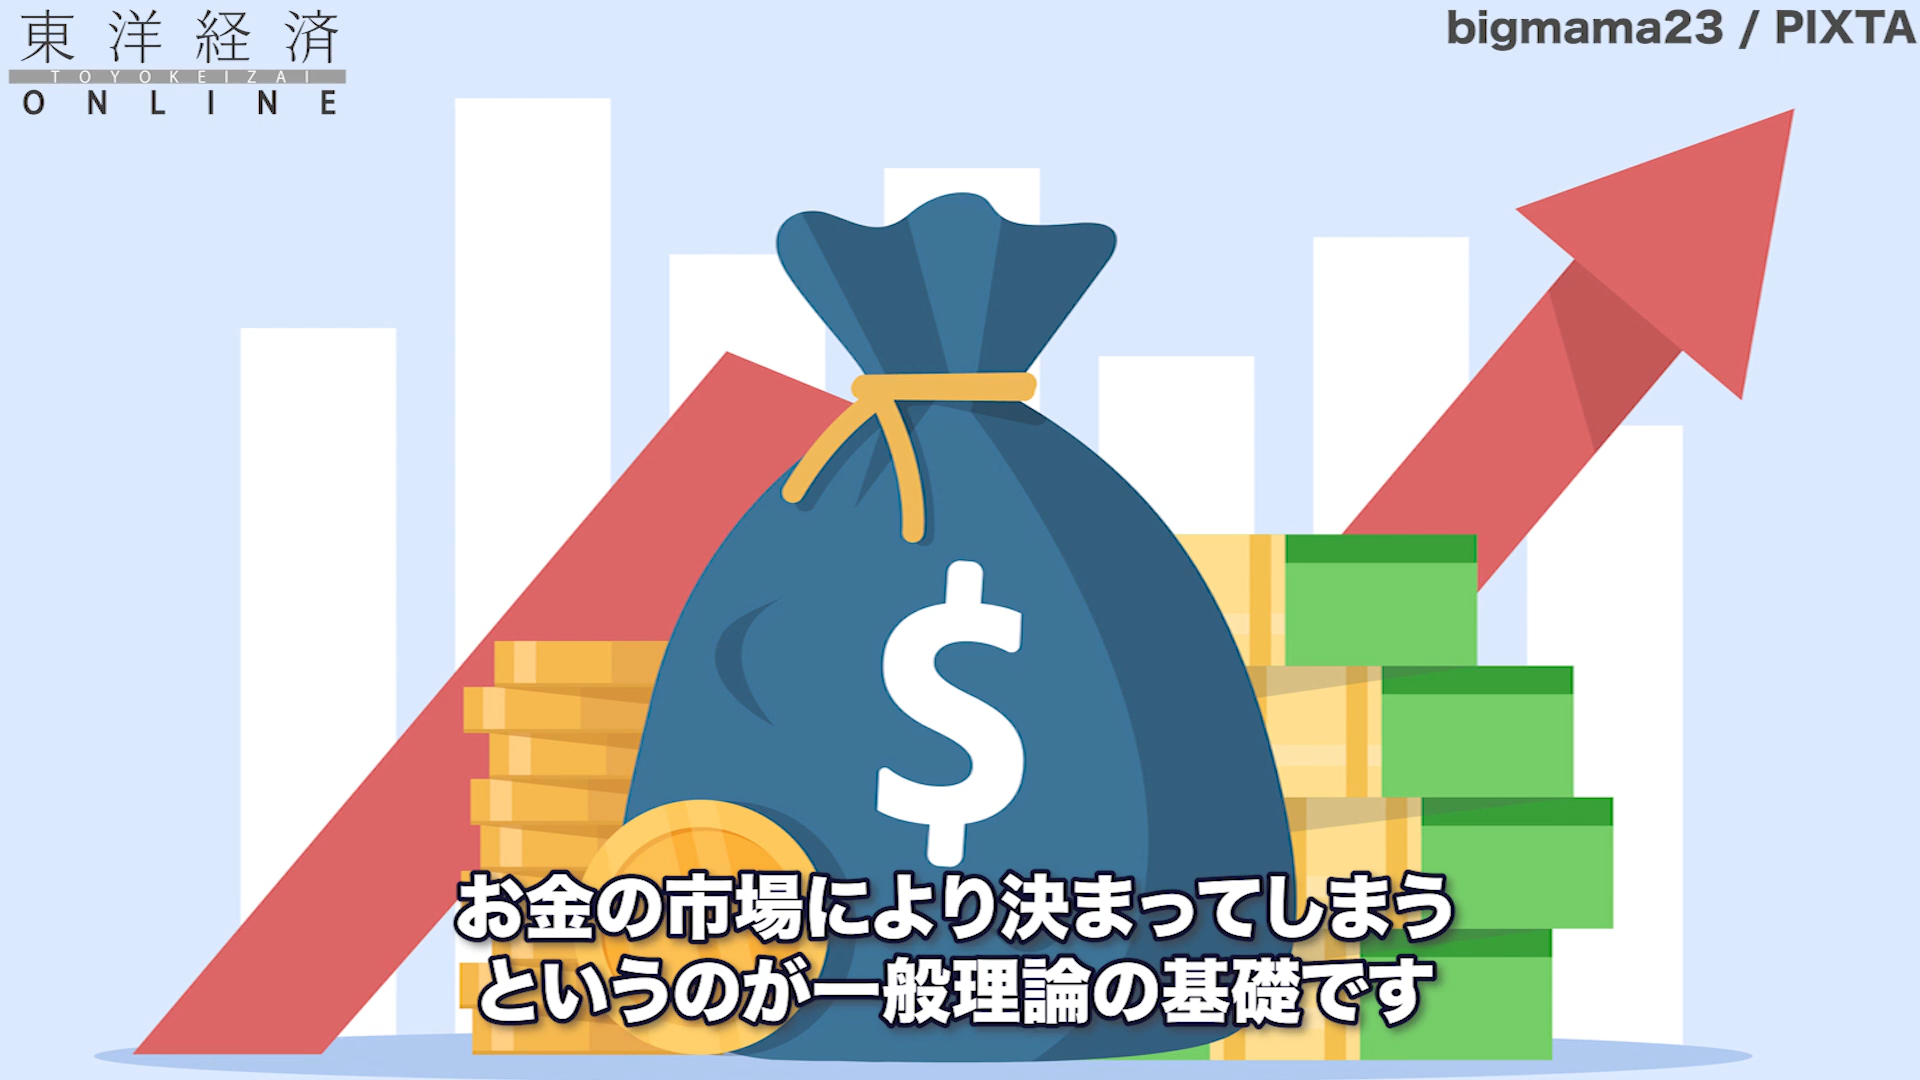 東洋経済
TOYOKEIZAI
ONLINE
bigmama23 / PIXTA
$
お金の市場により決まってしまう
というのが一般理論の基礎です